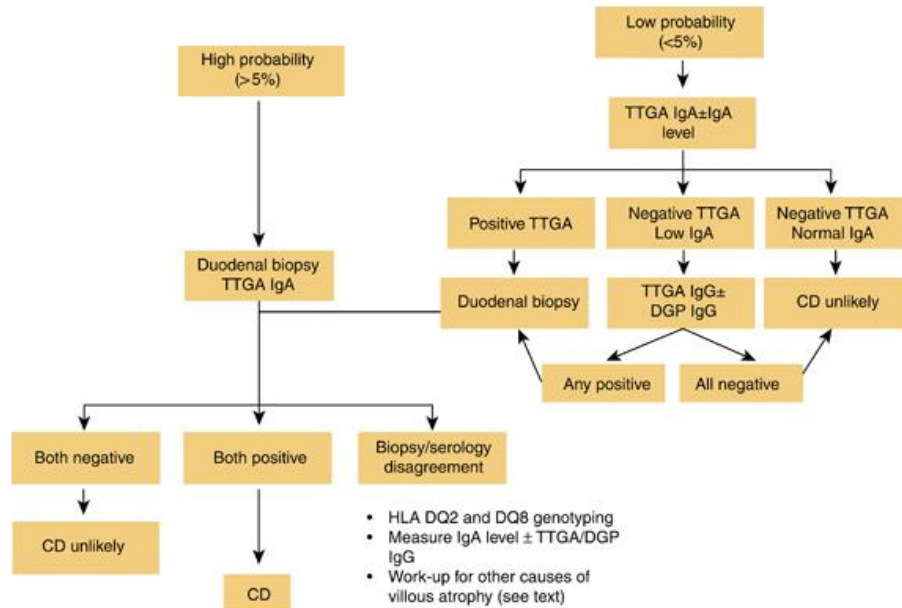 Low probability
(<5%)
High probability
(>5%)
TTGA IgA±IgA
level
Positive TTGA
Negative TTGA
Low IgA
Negative TTGA
Normal IgA
Duodenal biopsy
TTGA IgA
Duodenal biopsy
TTGA IgG±
DGP IgG
CD unlikely
Any positive
All negative
Both negative
Both positive
Biopsy/serology
disagreement
CD unlikely
CD
• HLA DQ2 and DQ8 genotyping
• Measure IgA level ± TTGA/DGP
IgG
• Work-up for other causes of
villous atrophy (see text)